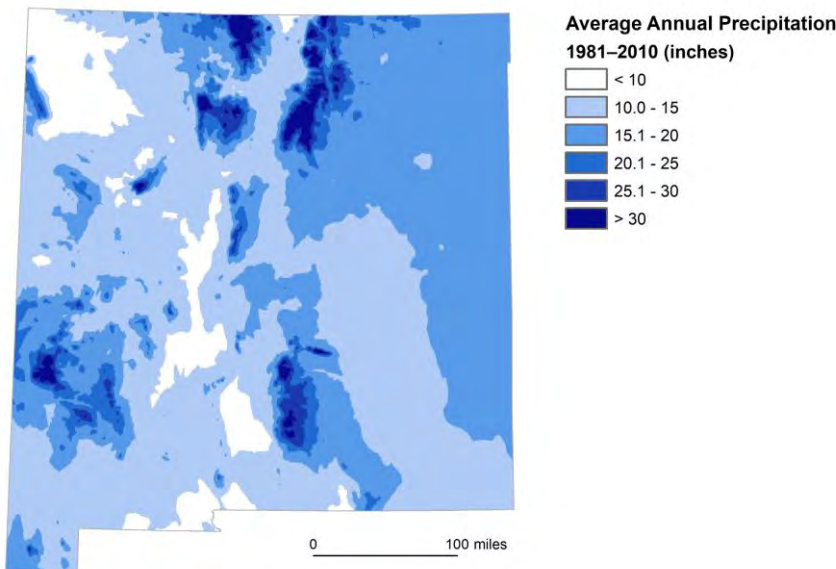 Average Annual Precipitation
1981–2010 (inches)
< 10
10.0 - 15
15.1 - 20
20.1 - 25
25.1 - 30
> 30
0 100 miles